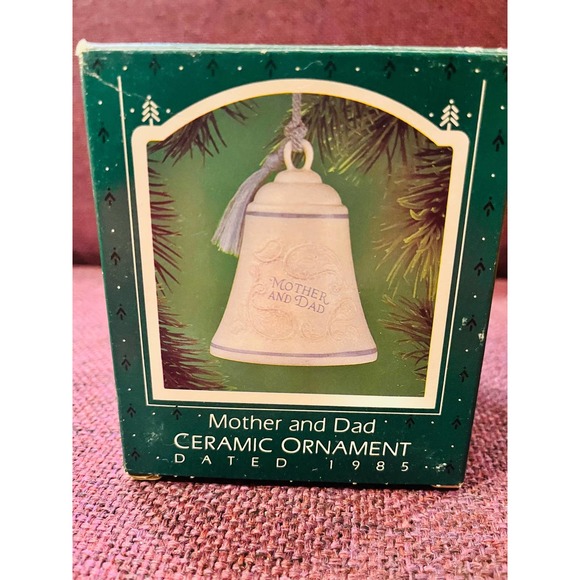 MOTHER
AND DAD
Mother and Dad
CERAMIC ORNAMENT
DATED 1985